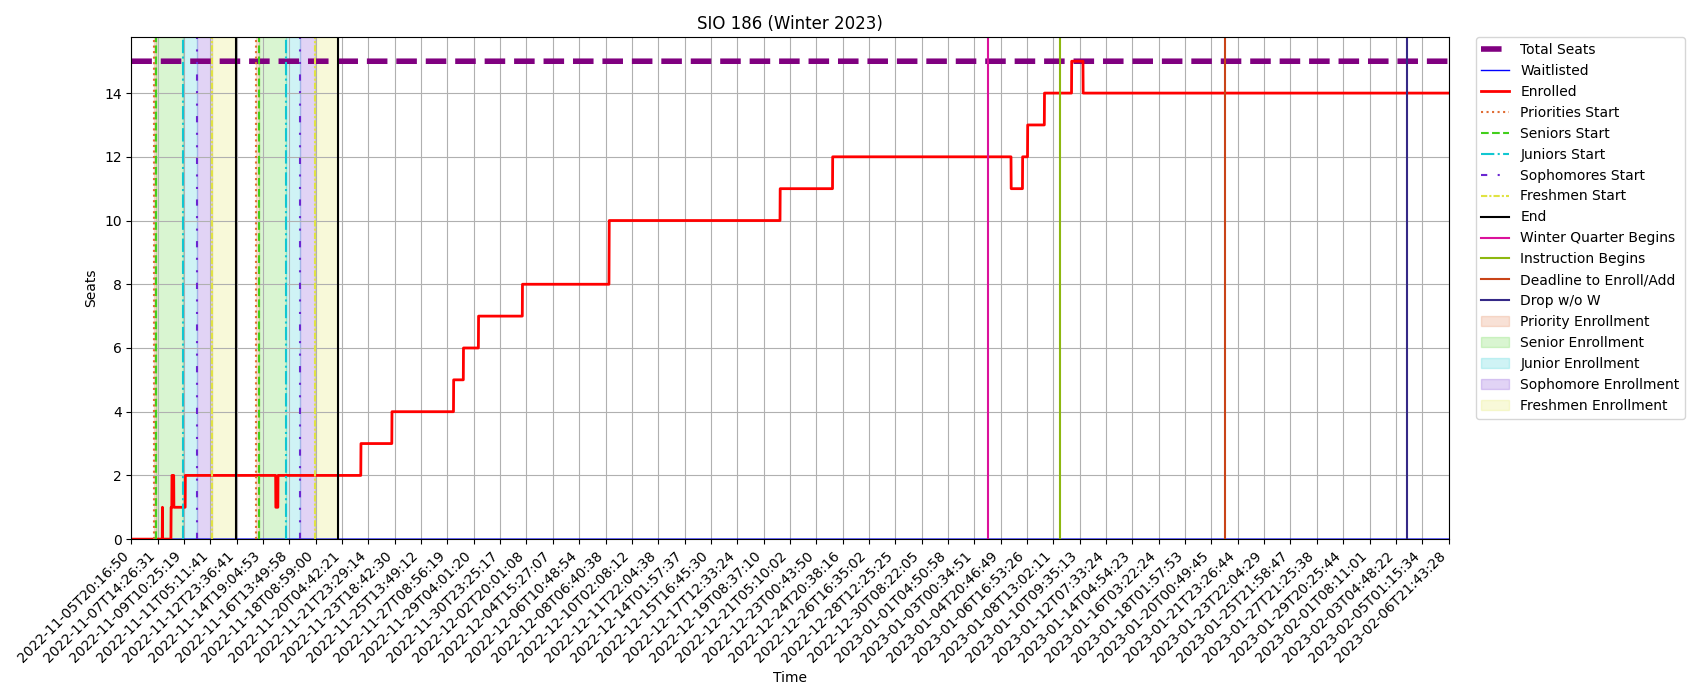 SIO 186 (Winter 2023)
Seats
14
12
10
8
6
4
2
0
2022-11-05T20:16:50
2022-11-07T14:26:31
2022-11-09T10:25:19
2022-11-11T05:11:41
2022-11-12T23:36:41
2022-11-14T19:04:53
2022-11-16T13:49:58
2022-11-18T08:59:00
2022-11-20T04:42:21
2022-11-21T23:29:14
2022-11-23T18:42:30
2022-11-25T13:49:12
2022-11-27T08:56:19
2022-11-29T04:01:20
2022-11-30T23:25:17
2022-12-02T20:01:08
2022-12-04T15:27:07
2022-12-06T10:48:54
2022-12-08T06:40:38
2022-12-10T02:08:12
2022-12-11T22:04:38
2022-12-14T01:57:37
2022-12-15T16:45:30
2022-12-17T12:33:24
2022-12-19T08:37:10
2022-12-21T05:10:02
2022-12-23T00:43:50
2022-12-24T20:38:16
2022-12-26T16:35:02
2022-12-28T12:25:25
2022-12-30T08:22:05
2023-01-01T04:50:58
2023-01-03T00:34:51
2023-01-04T20:46:49
2023-01-06T16:53:26
2023-01-08T13:02:11
2023-01-10T09:35:13
2023-01-12T07:33:24
2023-01-14T04:54:23
2023-01-16T03:22:24
2023-01-18T01:57:53
2023-01-20T00:49:45
2023-01-21T23:26:44
2023-01-23T22:04:29
2023-01-25T21:58:47
2023-01-27T21:25:38
2023-01-29T20:25:44
2023-02-01T08:11:01
2023-02-03T04:48:22
2023-02-05T01:15:34
2023-02-06T21:43:28
Time
Total Seats
Waitlisted
Enrolled
Priorities Start
Seniors Start
Juniors Start
Sophomores Start
Freshmen Start
End
Winter Quarter Begins
Instruction Begins
Deadline to Enroll/Add
Drop w/o W
Priority Enrollment
Senior Enrollment
Junior Enrollment
Sophomore Enrollment
Freshmen Enrollment